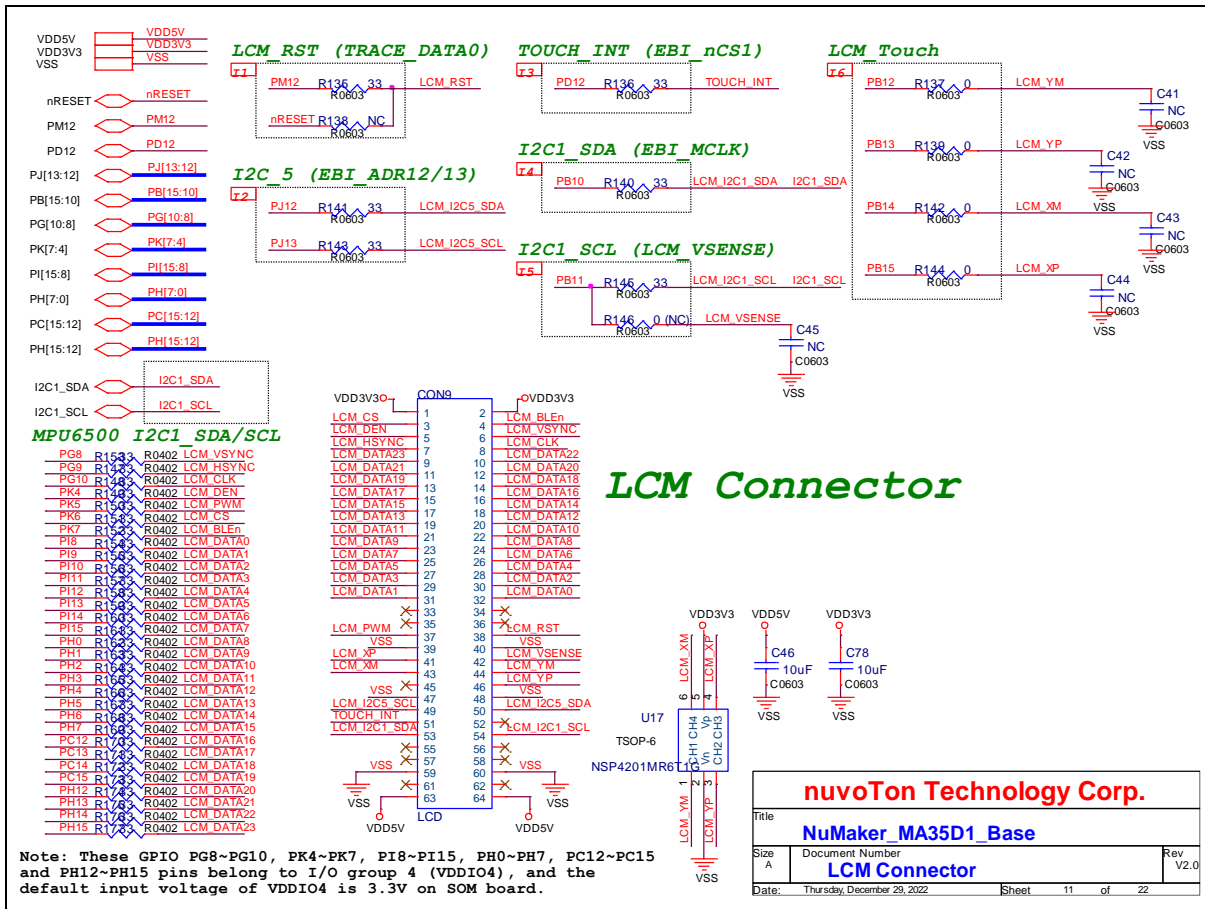 VDD5V VDD5V
VDD3V3 VDD3V3
VSS VSS
nRESET nRESET
PM12 PM12
PD12 PD12
PJ[13:12] PJ[13:12]
PB[15:10] PB[15:10]
PG[10:8] PG[10:8]
PK[7:4] PK[7:4]
PI[15:8] PI[15:8]
PH[7:0] PH[7:0]
PC[15:12] PC[15:12]
PH[15:12] PH[15:12]
I2C1_SDA I2C1_SDA
I2C1_SCL I2C1_SCL
MPU6500 I2C1_SDA/SCL
LCM_RST (TRACE_DATA0)
I1
PM12 R135 33 LCM_RST
R0603
nRESET R138 NC
R0603
I2C_5 (EBI_ADR12/13)
I2
PJ12 R141 33 LCM_I2C5_SDA
R0603
PJ13 R143 33 LCM_I2C5_SCL
R0603
TOUCH_INT (EBI_nCS1)
I3
PD12 R136 33 TOUCH_INT
R0603
I2C1_SDA (EBI_MCLK)
I4
PB10 R140 33 LCM_I2C1_SDA I2C1_SDA
R0603
I2C1_SCL (LCM_VSENSE)
I5
PB11 R145 33 LCM_I2C1_SCL I2C1_SCL
R0603
R146 0 (NC) LCM_VSENSE
R0603
C45
NC
C0603
VSS
LCM_Touch
I6
PB12 R137 0 LCM_YM
R0603
C41
NC
C0603
VSS
PB13 R139 0 LCM_YP
R0603
C42
NC
C0603
VSS
PB14 R142 0 LCM_XM
R0603
C43
NC
C0603
VSS
PB15 R144 0 LCM_XP
R0603
C44
NC
C0603
VSS
PG8 R0402 LCM_VSYNC
PG9 R0402 LCM_HSYNC
PG10 R0402 LCM_CLK
PK4 R0402 LCM_DEN
PK5 R0402 LCM_PWM
PK6 R0402 LCM_CS
PK7 R0402 LCM_BLEn
PI8 R0402 LCM_DATA0
PI9 R0402 LCM_DATA1
PI10 R0402 LCM_DATA2
PI11 R0402 LCM_DATA3
PI12 R0402 LCM_DATA4
PI13 R0402 LCM_DATA5
PI14 R0402 LCM_DATA6
PI15 R0402 LCM_DATA7
PH0 R0402 LCM_DATA8
PH1 R0402 LCM_DATA9
PH2 R0402 LCM_DATA10
PH3 R0402 LCM_DATA11
PH4 R0402 LCM_DATA12
PH5 R0402 LCM_DATA13
PH6 R0402 LCM_DATA14
PH7 R0402 LCM_DATA15
PC12 R0402 LCM_DATA16
PC13 R0402 LCM_DATA17
PC14 R0402 LCM_DATA18
PC15 R0402 LCM_DATA19
PH12 R0402 LCM_DATA20
PH13 R0402 LCM_DATA21
PH14 R0402 LCM_DATA22
PH15 R0402 LCM_DATA23
CON9
VDD3V3 1 2 VDD3V3
LCM_CS 3 4 LCM_BLEn
LCM_DEN 5 6 LCM_VSYNC
LCM_HSYNC 7 8 LCM_CLK
LCM_DATA23 9 10 LCM_DATA22
LCM_DATA21 11 12 LCM_DATA20
LCM_DATA19 13 14 LCM_DATA18
LCM_DATA17 15 16 LCM_DATA16
LCM_DATA15 17 18 LCM_DATA14
LCM_DATA13 19 20 LCM_DATA12
LCM_DATA11 21 22 LCM_DATA10
LCM_DATA9 23 24 LCM_DATA8
LCM_DATA7 25 26 LCM_DATA6
LCM_DATA5 27 28 LCM_DATA4
LCM_DATA3 29 30 LCM_DATA2
LCM_DATA1 31 32 LCM_DATA0
33 34
35 36
LCM_PWM 37 38 LCM_RST
VSS 39 40 VSS
LCM_XP 41 42 LCM_VSENSE
LCM_XM 43 44 LCM_YM
45 46 LCM_YP
VSS 47 48 VSS
LCM_I2C5_SCL 49 50 LCM_I2C5_SDA
TOUCH_INT 51 52
LCM_I2C1_SDA 53 54 LCM_I2C1_SCL
55 56
57 58
VSS 59 60 VSS
61 62
63 64
VSS VSS
VDD5V LCD VDD5V
LCM Connector
VDD3V3
LCM_XM LCM_XP
6 5 4
U17
TSOP-6
NSP4201MR6T1G
CH4 Vp CH3
CH1 Vn CH2
1 2 3
LCM_YM LCM_YP
VSS
VDD5V
C46
10uF
C0603
VSS
VDD3V3
C78
10uF
C0603
VSS
Note: These GPIO PG8~PG10, PK4~PK7, PI8~PI15, PH0~PH7, PC12~PC15
and PH12~PH15 pins belong to I/O group 4 (VDDIO4), and the
default input voltage of VDDIO4 is 3.3V on SOM board.
nuvoTon Technology Corp.
Title
NuMaker_MA35D1_Base
Size Document Number Rev
A LCM Connector V2.0
Date: Thursday, December 29, 2022 Sheet 11 of 22